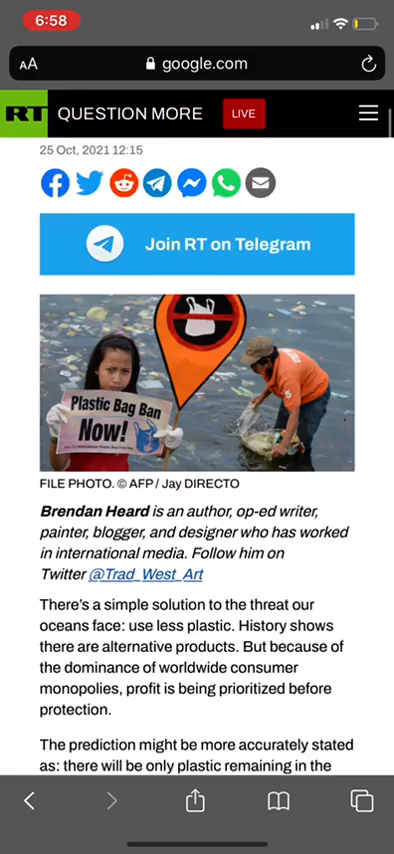 6:58
AA
google.com
RT
QUESTION MORE
LIVE
25 Oct, 2021 12:15
Join RT on Telegram
Plastic Bag Ban
Now!
FILE PHOTO. © AFP / Jay DIRECTO
Brendan Heard is an author, op-ed writer,
painter, blogger, and designer who has worked
in international media. Follow him on
Twitter @Trad_West_Art
There's a simple solution to the threat our
oceans face: use less plastic. History shows
there are alternative products. But because of
the dominance of worldwide consumer
monopolies, profit is being prioritized before
protection.
The prediction might be more accurately stated
as: there will be only plastic remaining in the